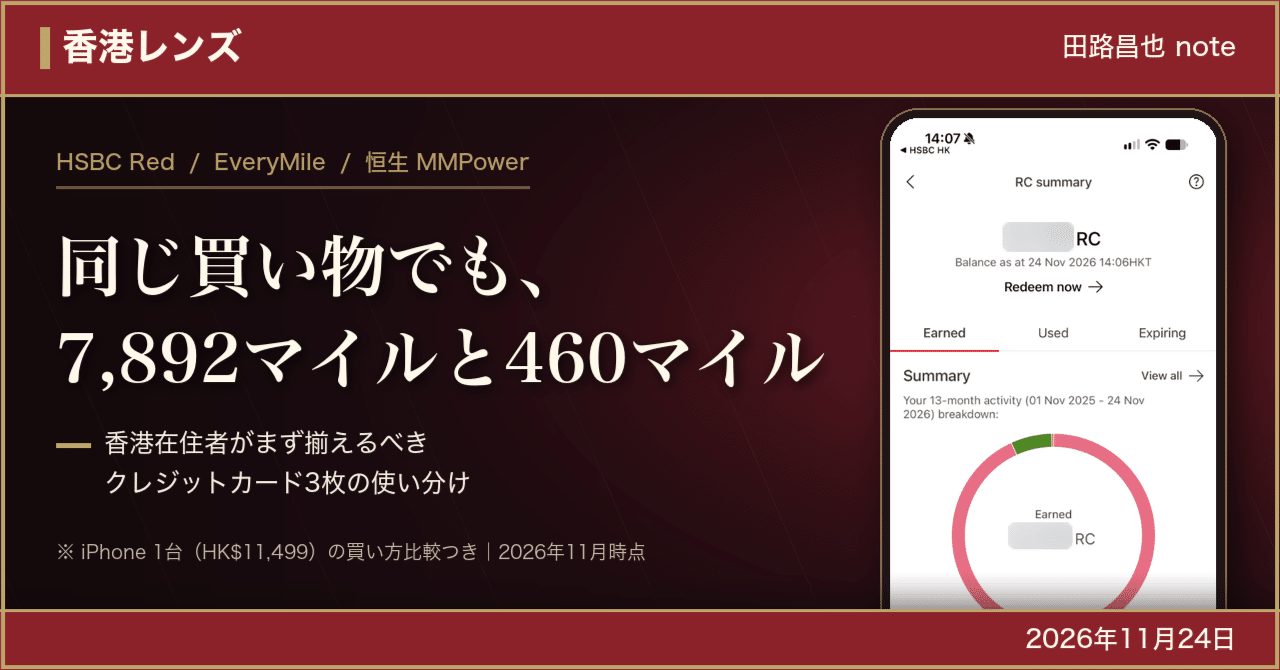 香港レンズ
田路昌也 note
HSBC Red / EveryMile / 恒生 MMPower
同じ買い物でも、
7,892マイルと460マイル
香港在住者がまず揃えるべき
クレジットカード3枚の使い分け
※ iPhone 1台（HK$11,499）の買い方比較つき｜2026年11月時点
14:07
◀ HSBC HK
RC summary
RC
Balance as at 24 Nov 2026 14:06HKT
Redeem now →
Earned Used Expiring
Summary View all →
Your 13-month activity (01 Nov 2025 - 24 Nov
2026) breakdown:
Earned
RC
2026年11月24日